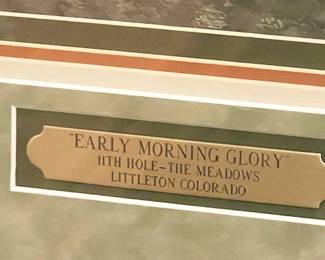 "EARLY MORNING GLORY"
11TH HOLE-THE MEADOWS
LITTLETON COLORADO